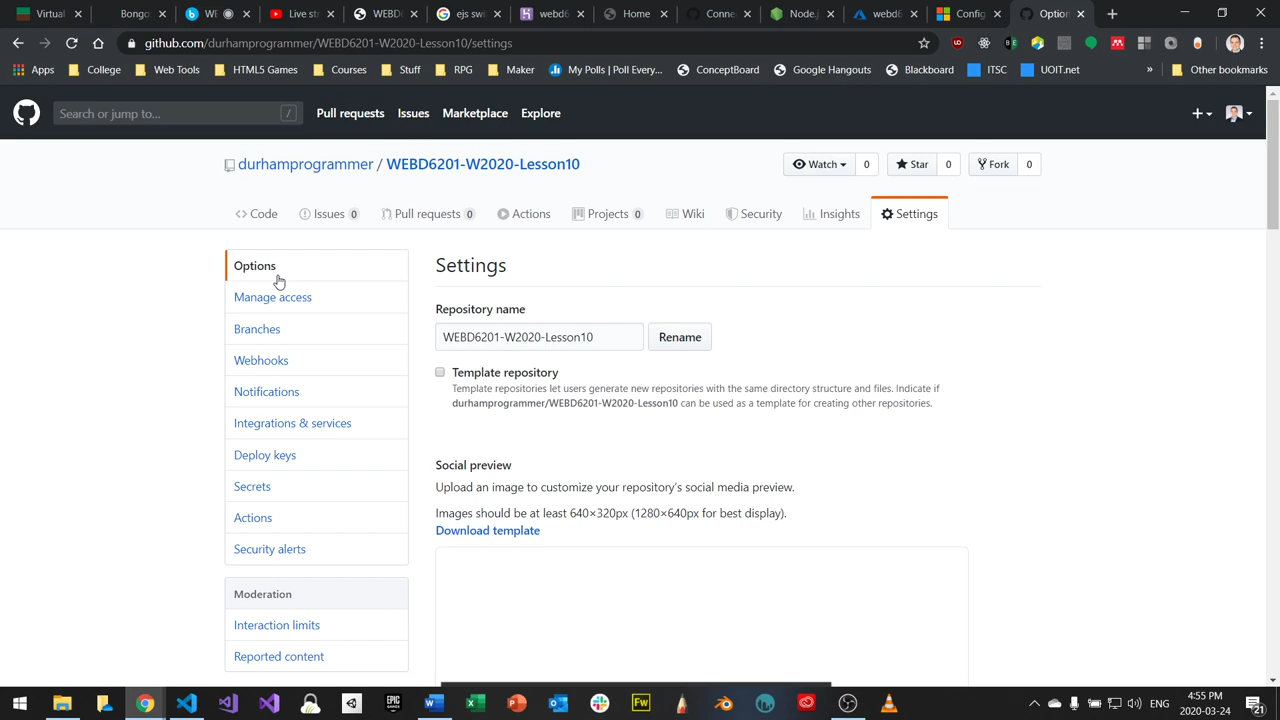 Virtual
Bongo
WE
Live st
WEBD
ejs swi
webd6
Home
Conne
Node.j
webd6
Config
Option
github.com/durhamprogrammer/WEBD6201-W2020-Lesson10/settings
Apps
College
Web Tools
HTML5 Games
Courses
Stuff
RPG
Maker
My Polls | Poll Every...
ConceptBoard
Google Hangouts
Blackboard
ITSC
UOIT.net
»
Other bookmarks
Search or jump to...
/
Pull requests
Issues
Marketplace
Explore
durhamprogrammer / WEBD6201-W2020-Lesson10
Watch
0
Star
0
Fork
0
Code
Issues 0
Pull requests 0
Actions
Projects 0
Wiki
Security
Insights
Settings
Options
Manage access
Branches
Webhooks
Notifications
Integrations & services
Deploy keys
Secrets
Actions
Security alerts
Moderation
Interaction limits
Reported content
Settings
Repository name
WEBD6201-W2020-Lesson10
Rename
Template repository
Template repositories let users generate new repositories with the same directory structure and files. Indicate if
durhamprogrammer/WEBD6201-W2020-Lesson10 can be used as a template for creating other repositories.
Social preview
Upload an image to customize your repository's social media preview.
Images should be at least 640×320px (1280×640px for best display).
Download template
ENG
4:55 PM
2020-03-24
21